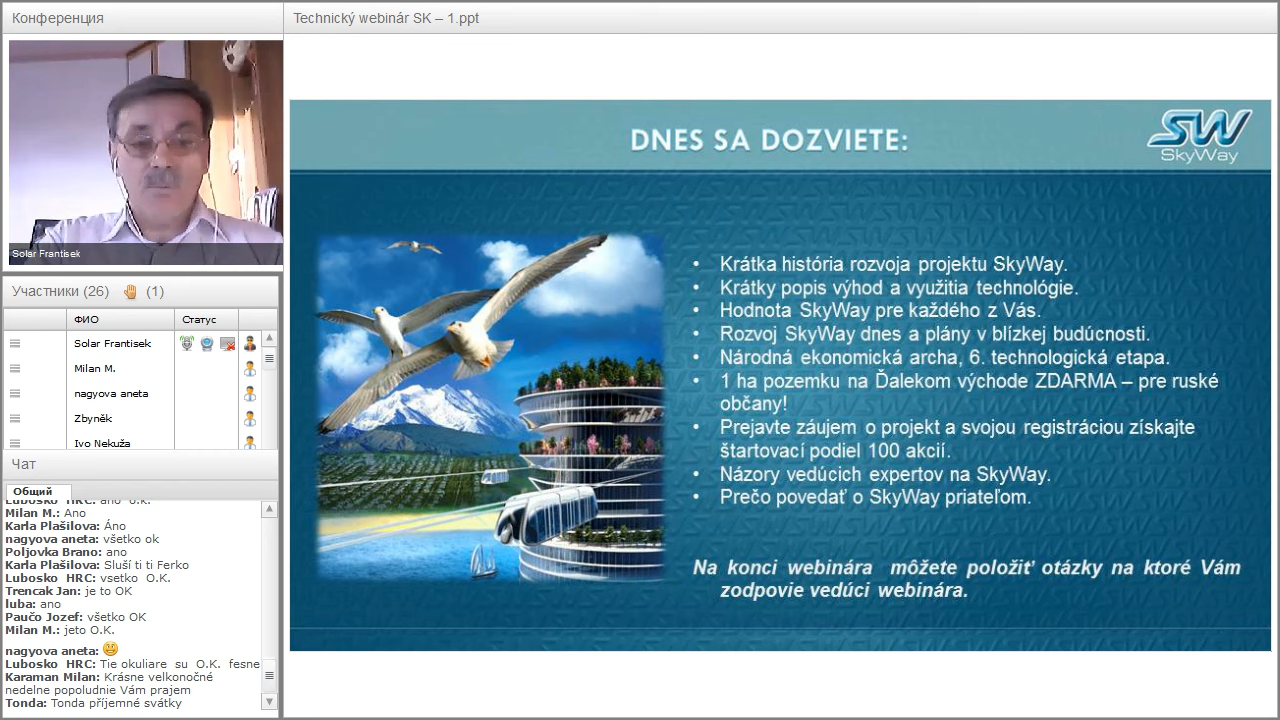 Конференция
Technický webinár SK – 1.ppt
Solar Frantisek
Участники (26) (1)
ФИО
Статус
Solar Frantisek
Milan M.
nagyova aneta
Zbyněk
Ivo Nekuža
Чат
Общий
Lubosko HRC: ano o.k.
Milan M.: Ano
Karla Plašilova: Áno
nagyova aneta: všetko ok
Poljovka Brano: ano
Karla Plašilova: Sluší ti ti Ferko
Lubosko HRC: vsetko O.K.
Trencak Jan: je to OK
luba: ano
Paučo Jozef: všetko OK
Milan M.: jeto O.K.
nagyova aneta:
Lubosko HRC: Tie okuliare su O.K. fesne
Karaman Milan: Krásne velkonočné
nedelne popoludnie Vám prajem
Tonda: Tonda příjemné svátky
DNES SA DOZVIETE:
SW
SkyWay
• Krátka história rozvoja projektu SkyWay.
• Krátky popis výhod a využitia technológie.
• Hodnota SkyWay pre každého z Vás.
• Rozvoj SkyWay dnes a plány v blízkej budúcnosti.
• Národná ekonomická archa, 6. technologická etapa.
• 1 ha pozemku na Ďalekom východe ZDARMA – pre ruské
občany!
• Prejavte záujem o projekt a svojou registráciou získajte
štartovací podiel 100 akcií.
• Názory vedúcich expertov na SkyWay.
• Prečo povedať o SkyWay priateľom.
Na konci webinára môžete položiť otázky na ktoré Vám
zodpovie vedúci webinára.